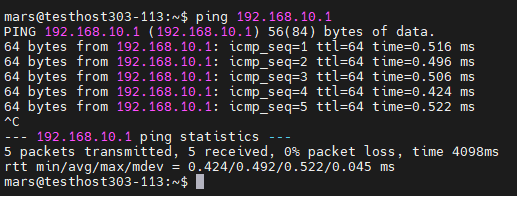 mars@testhost303-113:~$ ping 192.168.10.1
PING 192.168.10.1 (192.168.10.1) 56(84) bytes of data.
64 bytes from 192.168.10.1: icmp_seq=1 ttl=64 time=0.516 ms
64 bytes from 192.168.10.1: icmp_seq=2 ttl=64 time=0.496 ms
64 bytes from 192.168.10.1: icmp_seq=3 ttl=64 time=0.506 ms
64 bytes from 192.168.10.1: icmp_seq=4 ttl=64 time=0.424 ms
64 bytes from 192.168.10.1: icmp_seq=5 ttl=64 time=0.522 ms
^C
--- 192.168.10.1 ping statistics ---
5 packets transmitted, 5 received, 0% packet loss, time 4098ms
rtt min/avg/max/mdev = 0.424/0.492/0.522/0.045 ms
mars@testhost303-113:~$